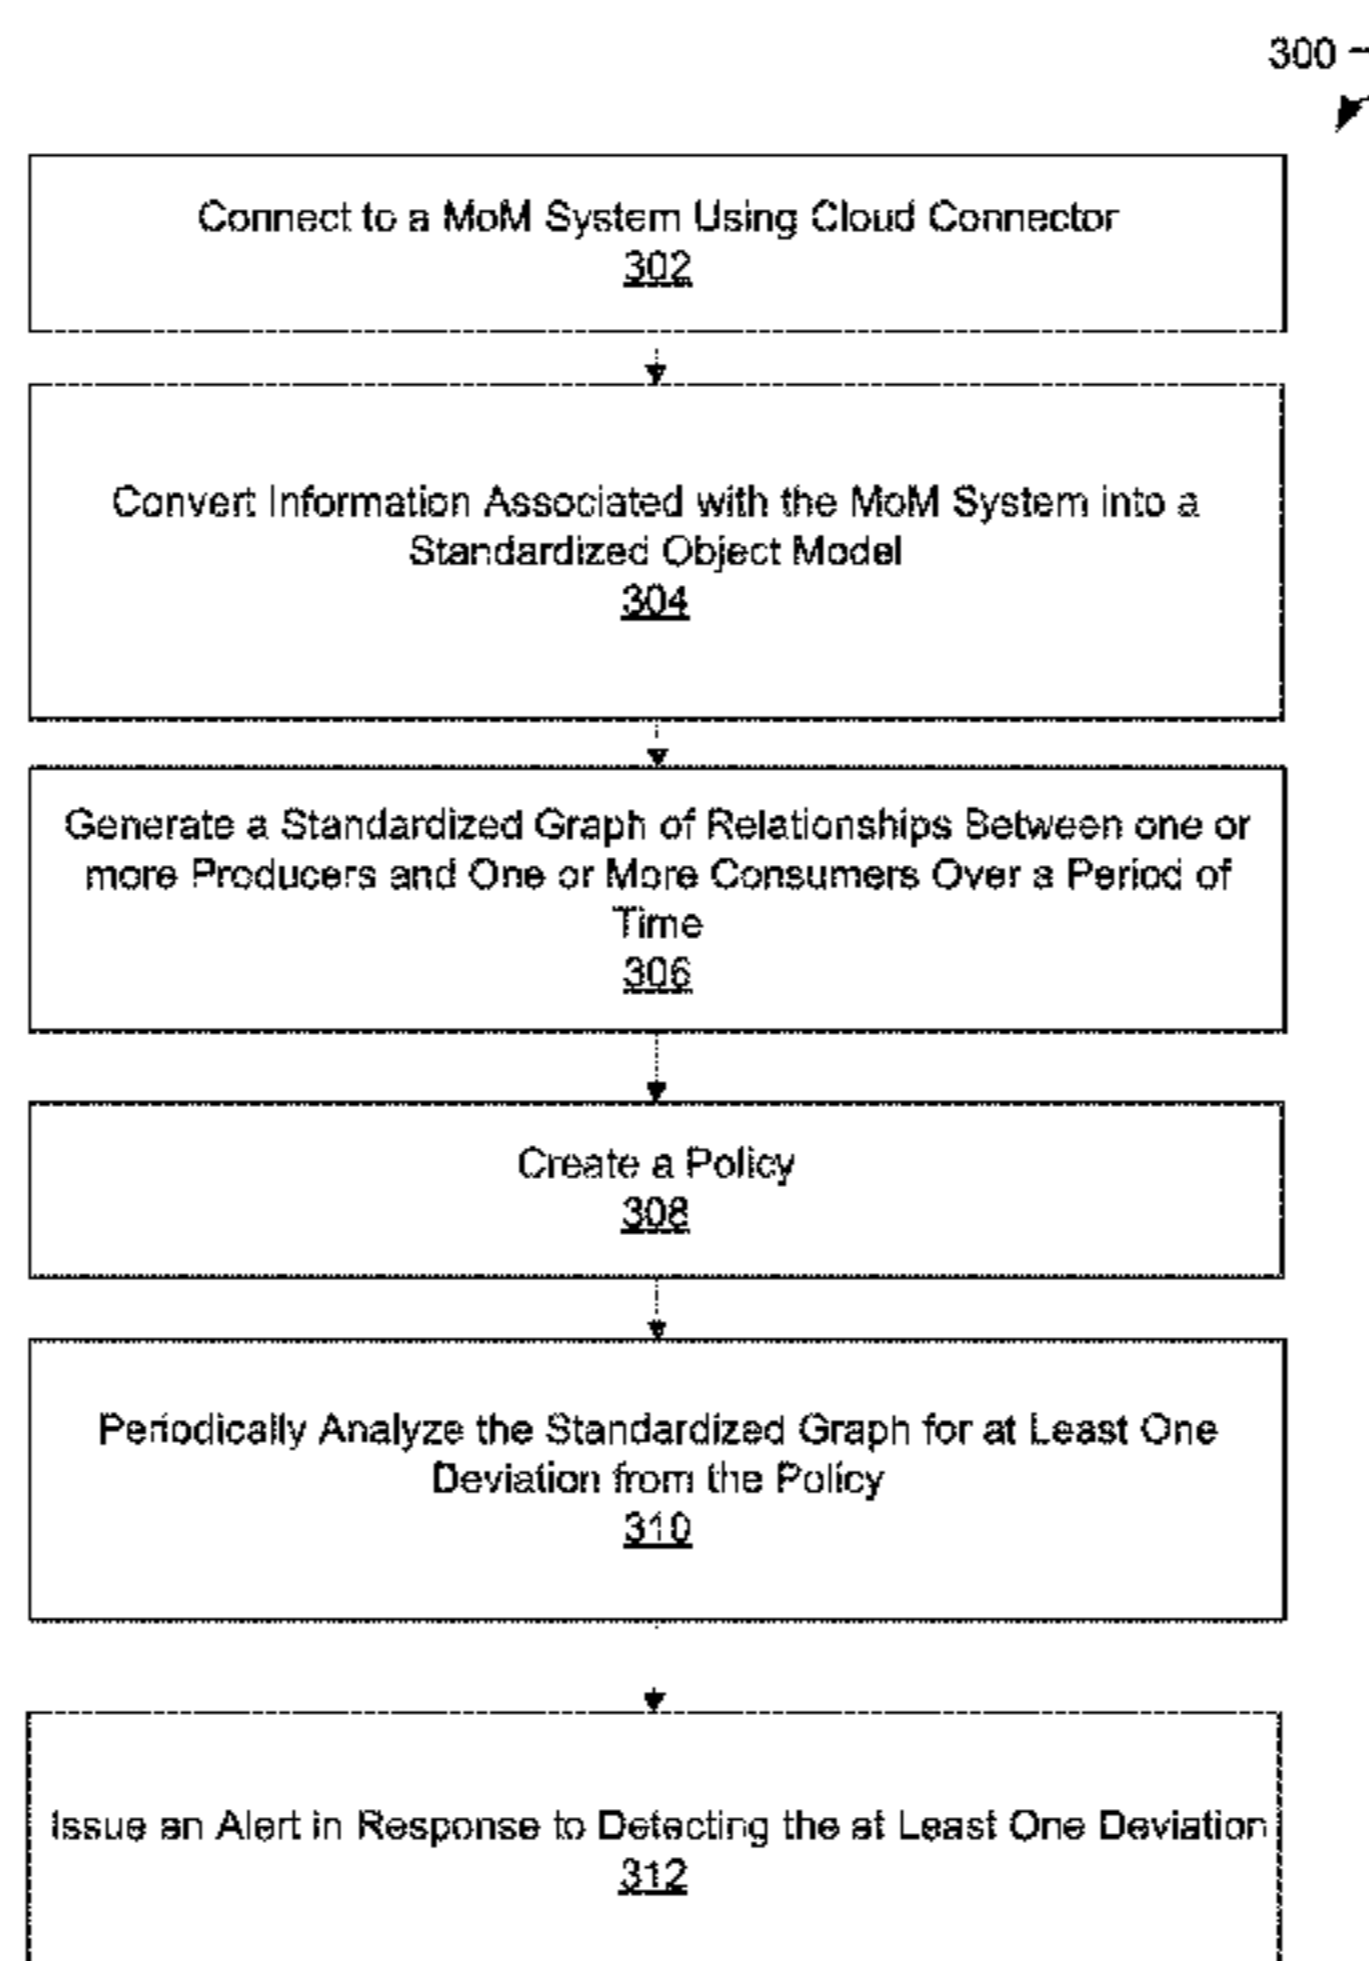 300
Connect to a MoM System Using Cloud Connector
302
Convert Information Associated with the MoM System into a
Standardized Object Model
304
Generate a Standardized Graph of Relationships Between one or
more Producers and One or More Consumers Over a Period of
Time
306
Create a Policy
308
Periodically Analyze the Standardized Graph for at Least One
Deviation from the Policy
310
Issue an Alert in Response to Detecting the at Least One Deviation
312